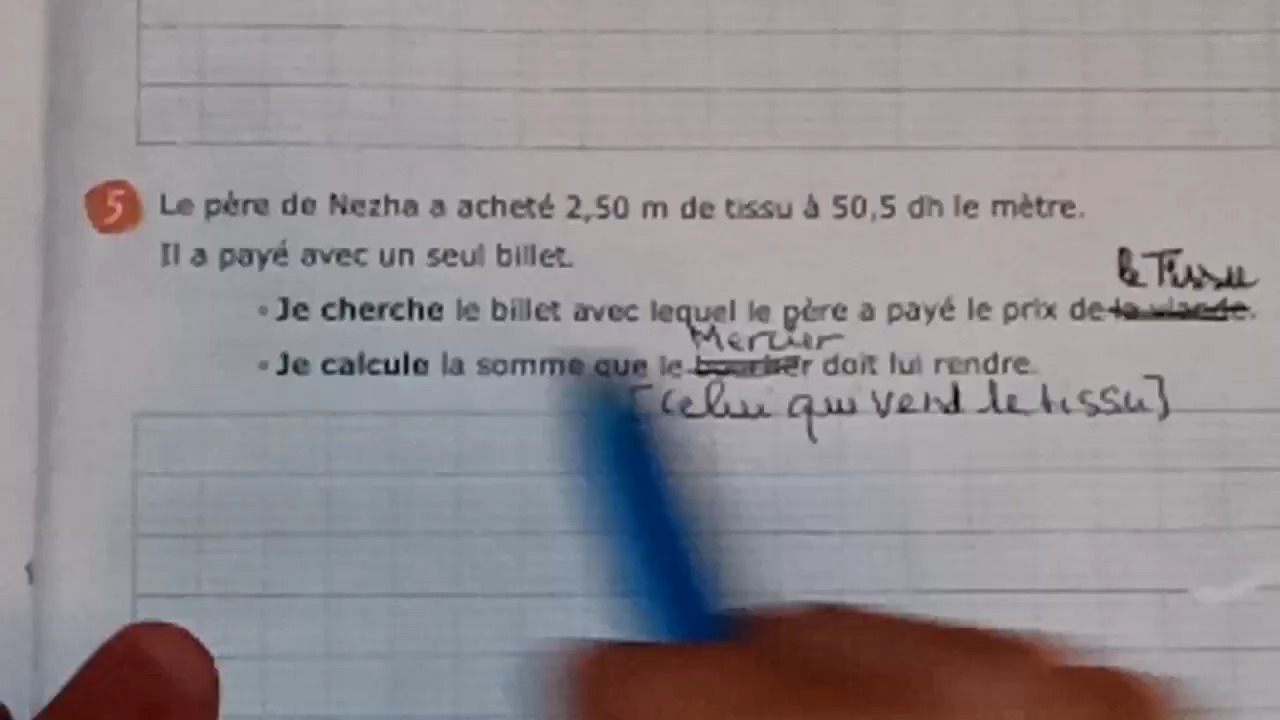 5 Le père de Nezha a acheté 2,50 m de tissu à 50,5 dh le mètre.
Il a payé avec un seul billet.
le Tissu
• Je cherche le billet avec lequel le père a payé le prix de la viande.
Mercier
• Je calcule la somme que le boucher doit lui rendre.
[celui qui vend le tissu]